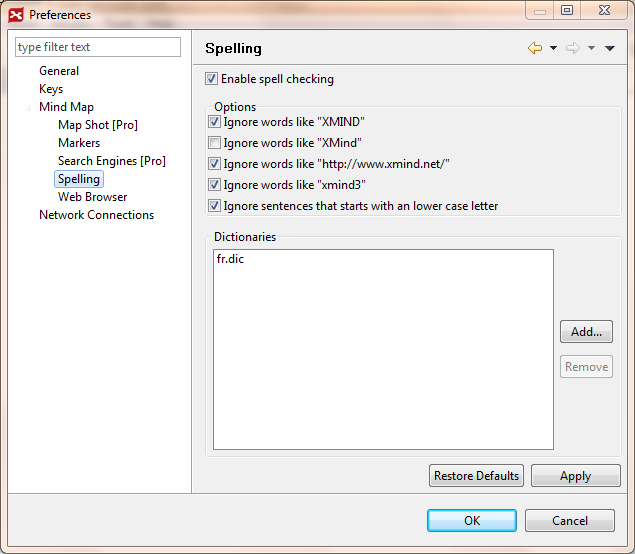 Preferences
type filter text
General
Keys
Mind Map
Map Shot [Pro]
Markers
Search Engines [Pro]
Spelling
Web Browser
Network Connections
Spelling
Enable spell checking
Options
Ignore words like "XMIND"
Ignore words like "XMind"
Ignore words like "http://www.xmind.net/"
Ignore words like "xmind3"
Ignore sentences that starts with an lower case letter
Dictionaries
fr.dic
Add...
Remove
Restore Defaults
Apply
OK
Cancel